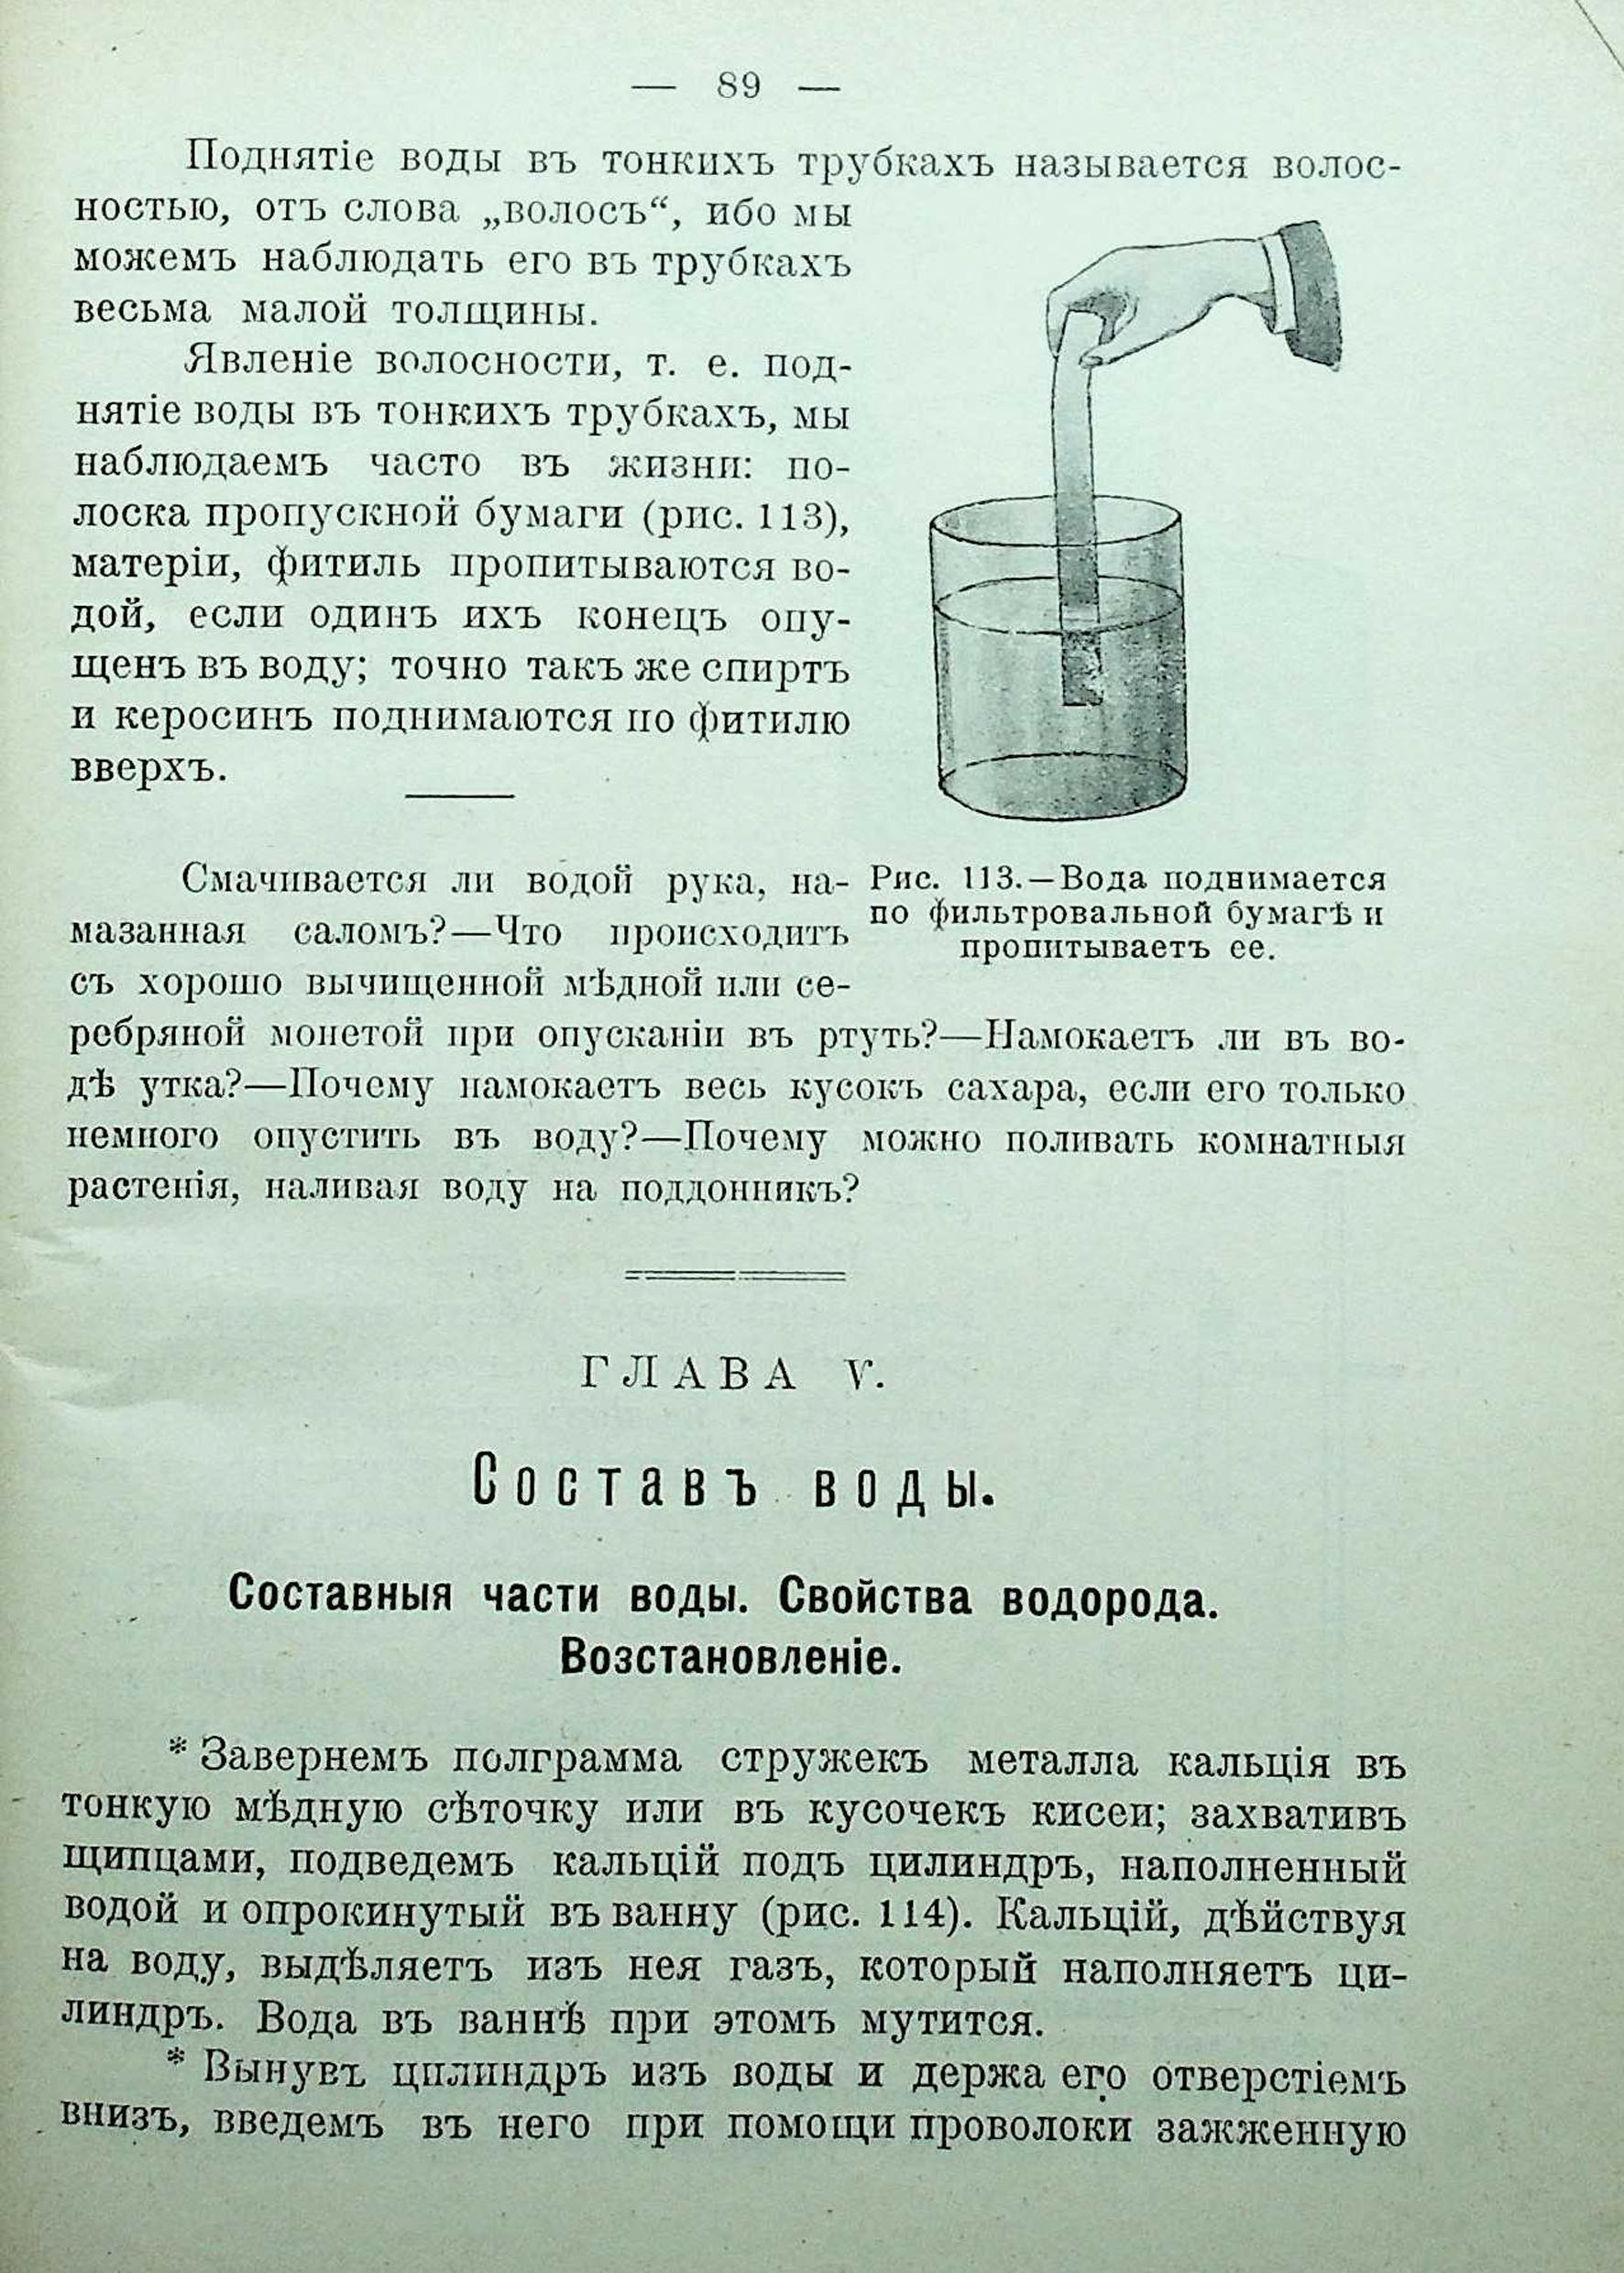 — 89 —
Поднятіе воды въ тонкихъ трубкахъ называется волос-
ностью, отъ слова „волосъ“, ибо мы
можемъ наблюдать его въ трубкахъ
весьма малой толщины.
Явленіе волосности, т. е. под-
нятіе воды въ тонкихъ трубкахъ, мы
наблюдаемъ часто въ жизни: по-
лоска пропускной бумаги (рис. 113),
матеріи, фитиль пропитываются во-
дой, если одинъ ихъ конецъ опу-
щенъ въ воду; точно такъ же спиртъ
и керосинъ поднимаются по фитилю
вверхъ.
Рис. 113.—Вода поднимается
по фильтровальной бумагѣ и
пропитываетъ ее.
Смачивается ли водой рука, на-
мазанная саломъ?—Что происходитъ
съ хорошо вычищенной мѣдной или се-
ребряной монетой при опусканіи въ ртуть?—Намокаетъ ли въ во-
дѣ утка?—Почему намокаетъ весь кусокъ сахара, если его только
немного опустить въ воду?—Почему можно поливать комнатныя
растенія, наливая воду на поддонникъ?
ГЛАВА V.
Составъ воды.
Составныя части воды. Свойства водорода.
Возстановленіе.
* Завернемъ полграмма стружекъ металла кальція въ
тонкую мѣдную сѣточку или въ кусочекъ кисеи; захвативъ
щипцами, подведемъ кальцій подъ цилиндръ, наполненный
водой и опрокинутый въ ванну (рис. 114). Кальцій, дѣйствуя
на воду, выдѣляетъ изъ нея газъ, который наполняетъ ци-
линдръ. Вода въ ваннѣ при этомъ мутится.
* Вынувъ цилиндръ изъ воды и держа его отверстіемъ
внизъ, введемъ въ него при помощи проволоки зажженную